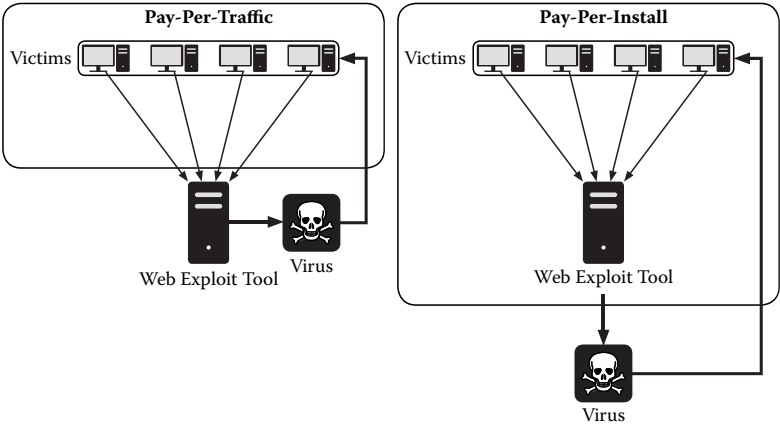 Pay-Per-Traffic
Victims
Web Exploit Tool
Virus
Pay-Per-Install
Victims
Web Exploit Tool
Virus